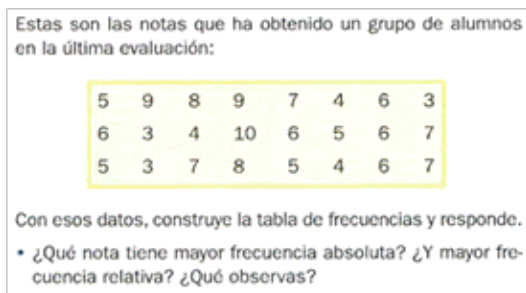 Estas son las notas que ha obtenido un grupo de alumnos
en la última evaluación:
5 9 8 9 7 4 6 3
6 3 4 10 6 5 6 7
5 3 7 8 5 4 6 7
Con esos datos, construye la tabla de frecuencias y responde.
• ¿Qué nota tiene mayor frecuencia absoluta? ¿Y mayor fre-
cuencia relativa? ¿Qué observas?